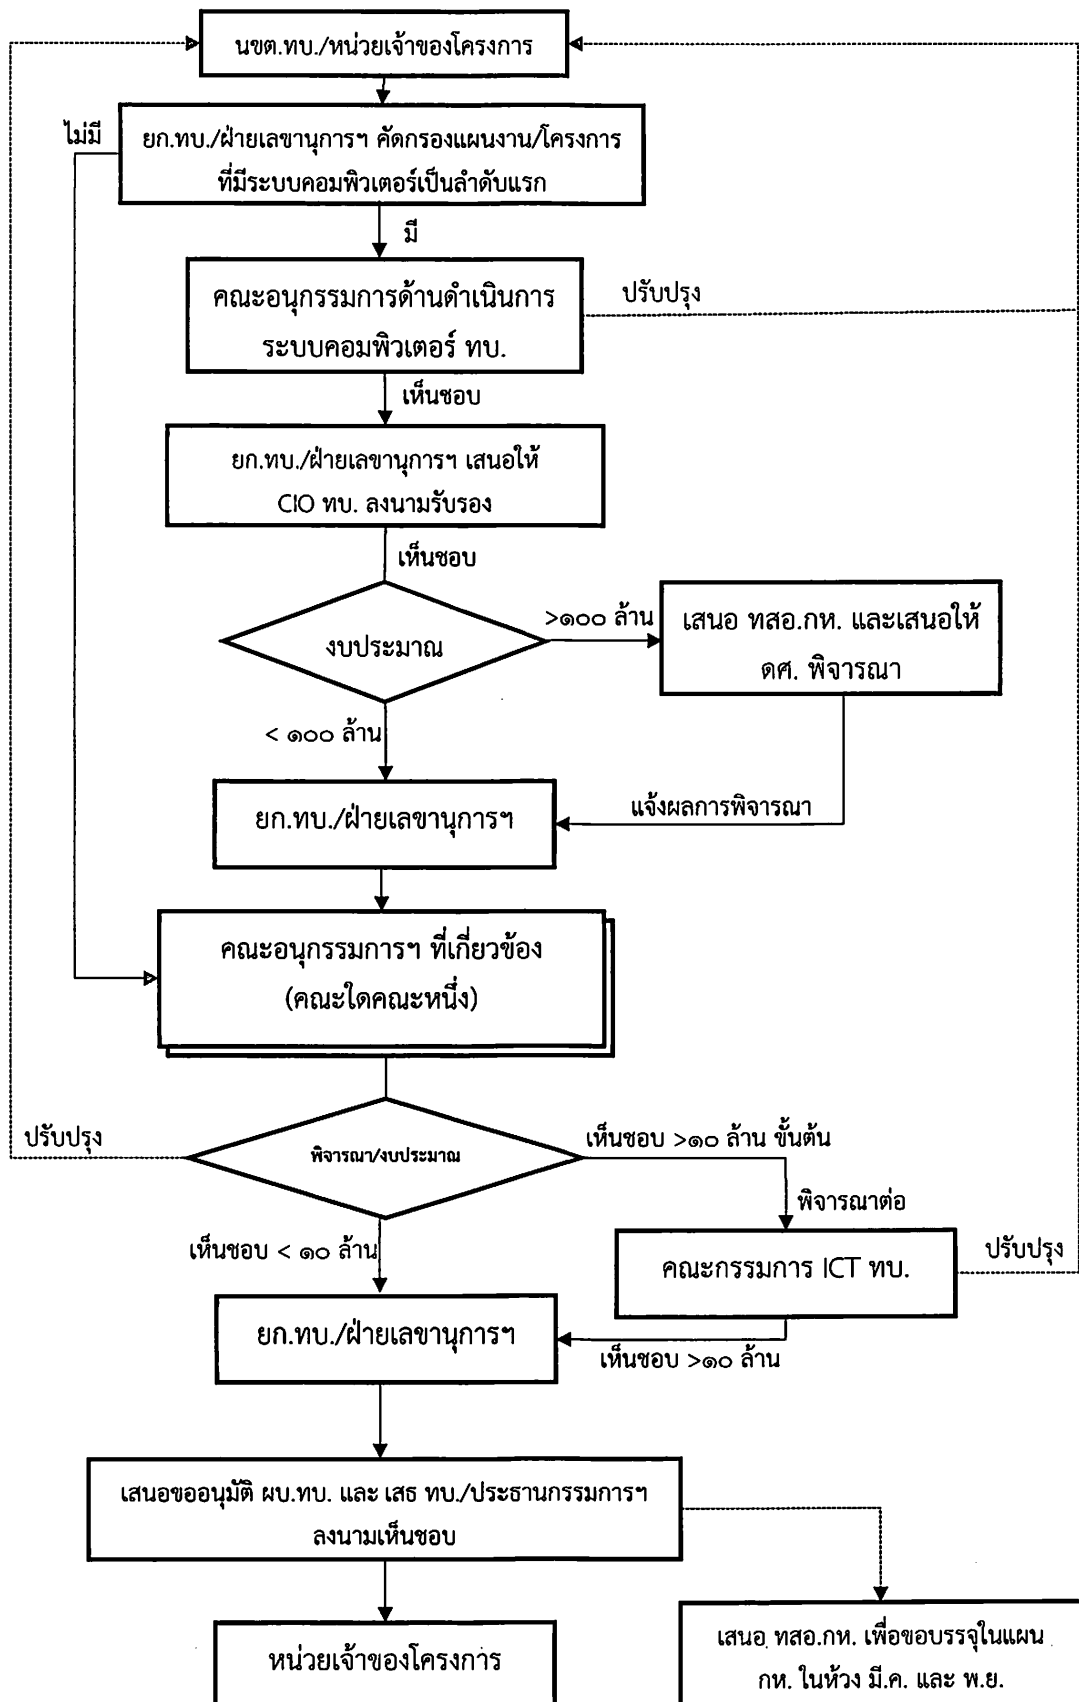 นขต.ทบ./หน่วยเจ้าของโครงการ
ไม่มี
ยก.ทบ./ฝ่ายเลขานุการฯ คัดกรองแผนงาน/โครงการ
ที่มีระบบคอมพิวเตอร์เป็นลำดับแรก
มี
คณะอนุกรรมการด้านดำเนินการ
ระบบคอมพิวเตอร์ ทบ.
ปรับปรุง
เห็นชอบ
ยก.ทบ./ฝ่ายเลขานุการฯ เสนอให้
CIO ทบ. ลงนามรับรอง
เห็นชอบ
งบประมาณ
>๑๐๐ ล้าน
เสนอ ทสอ.กห. และเสนอให้
ดศ. พิจารณา
< ๑๐๐ ล้าน
ยก.ทบ./ฝ่ายเลขานุการฯ
แจ้งผลการพิจารณา
คณะอนุกรรมการฯ ที่เกี่ยวข้อง
(คณะใดคณะหนึ่ง)
ปรับปรุง
พิจารณา/งบประมาณ
เห็นชอบ >๑๐ ล้าน ขั้นต้น
พิจารณาต่อ
เห็นชอบ < ๑๐ ล้าน
คณะกรรมการ ICT ทบ.
ปรับปรุง
ยก.ทบ./ฝ่ายเลขานุการฯ
เห็นชอบ >๑๐ ล้าน
เสนอขออนุมัติ ผบ.ทบ. และ เสธ ทบ./ประธานกรรมการฯ
ลงนามเห็นชอบ
หน่วยเจ้าของโครงการ
เสนอ ทสอ.กห. เพื่อขอบรรจุในแผน
กห. ในห้วง มี.ค. และ พ.ย.